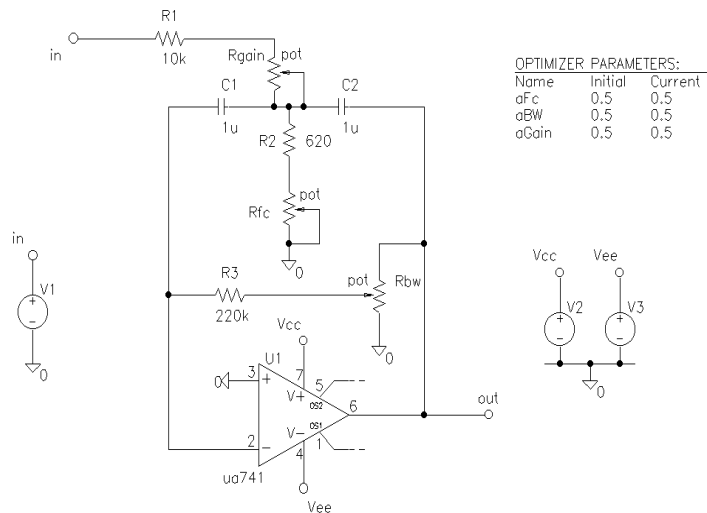 R1
in
10k
Rgain
pot
C1
C2
1u
1u
R2
620
pot
Rfc
0
OPTIMIZER PARAMETERS:
Name Initial Current
aFc 0.5 0.5
aBW 0.5 0.5
aGain 0.5 0.5
in
V1
+
-
0
R3
220k
pot
Rbw
0
Vcc
U1
0
3
+
7
V+
5
OS2
6
out
V-
OS1
1
2
-
4
ua741
Vee
Vcc
Vee
V2
V3
+
-
+
-
0